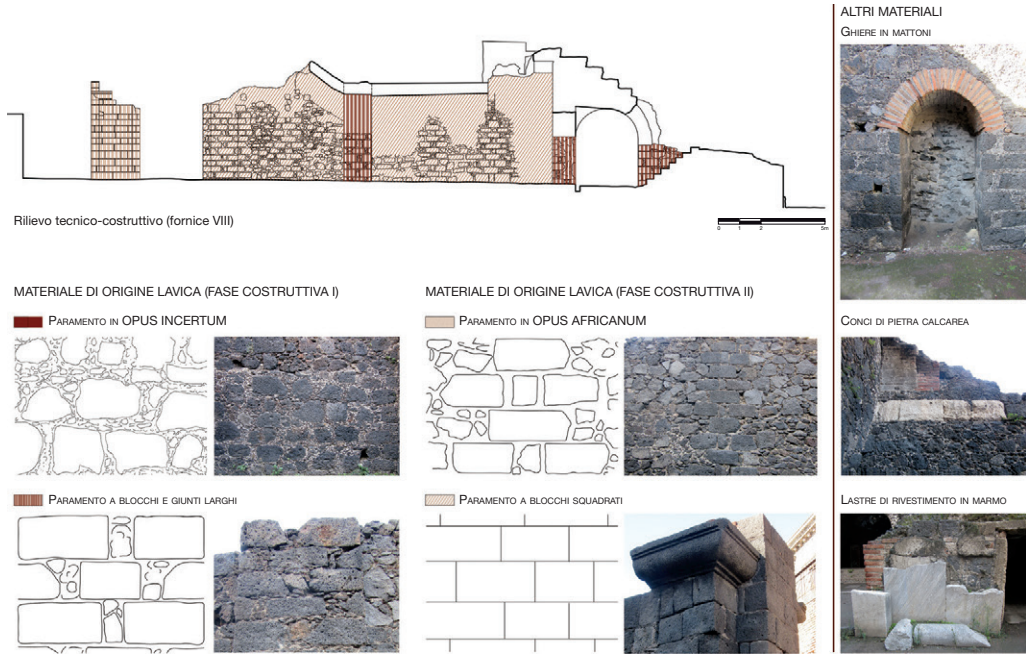 Rilievo tecnico-costruttivo (fornice VIII)
0 1 2 5m
MATERIALE DI ORIGINE LAVICA (FASE COSTRUTTIVA I)
PARAMENTO IN OPUS INCERTUM
PARAMENTO A BLOCCHI E GIUNTI LARGHI
MATERIALE DI ORIGINE LAVICA (FASE COSTRUTTIVA II)
PARAMENTO IN OPUS AFRICANUM
PARAMENTO A BLOCCHI SQUADRATI
ALTRI MATERIALI
GHIERE IN MATTONI
CONCI DI PIETRA CALCAREA
LASTRE DI RIVESTIMENTO IN MARMO